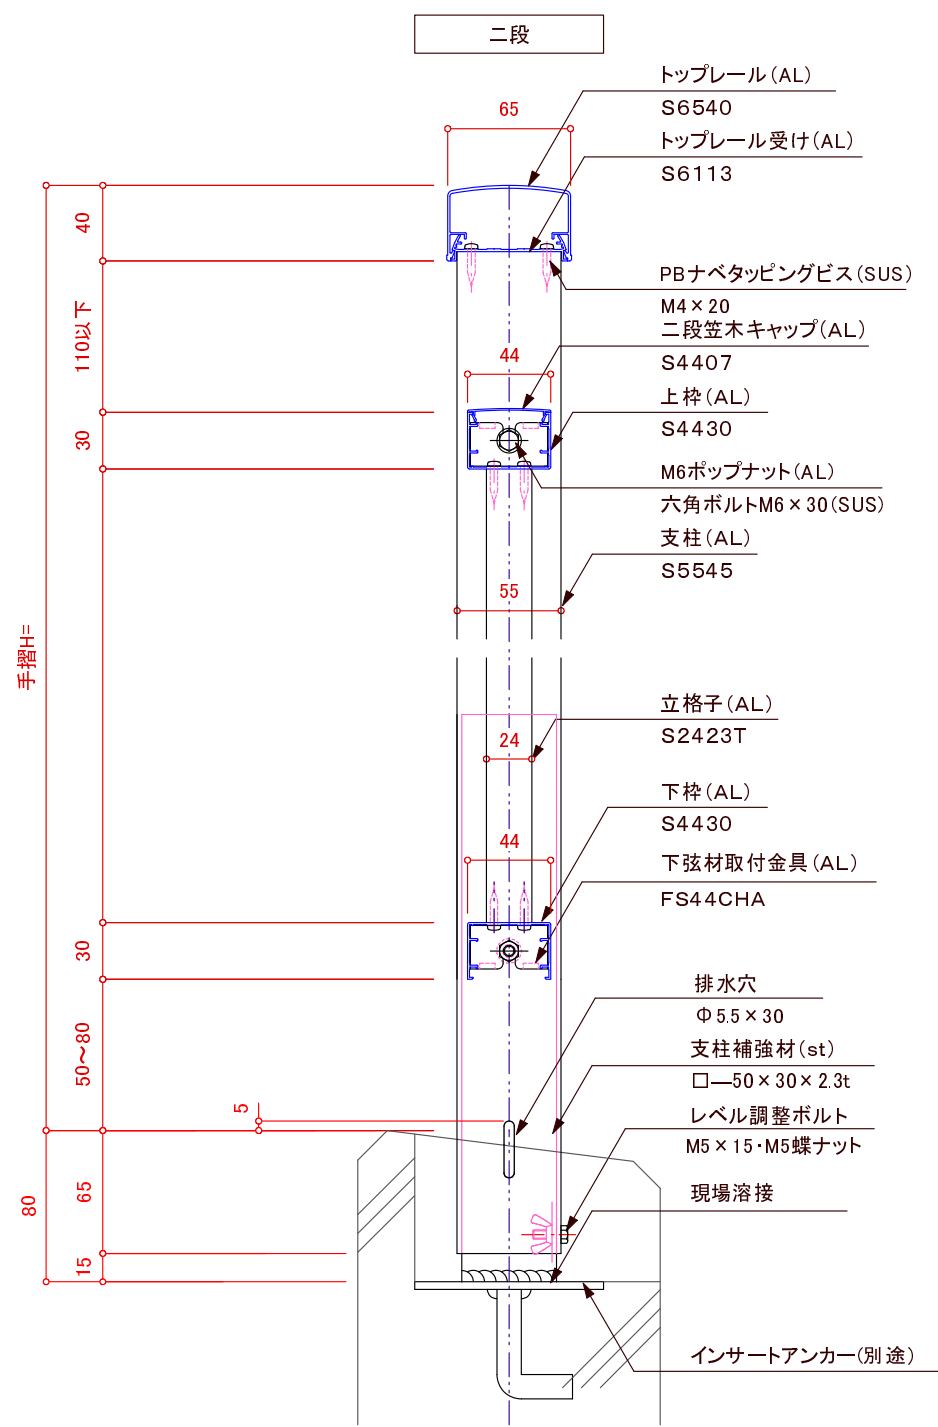 二段
トップレール(AL)
S6540
65
トップレール受け(AL)
S6113
40
PBナベタッピングビス(SUS)
M4×20
110以下
二段笠木キャップ(AL)
S4407
44
上枠(AL)
S4430
30
M6ポップナット(AL)
六角ボルトM6×30(SUS)
支柱(AL)
S5545
55
手摺H=
立格子(AL)
S2423T
24
下枠(AL)
S4430
44
下弦材取付金具(AL)
FS44CHA
30
排水穴
Φ5.5×30
50〜80
支柱補強材(st)
□―50×30×2.3t
5
レベル調整ボルト
M5×15・M5蝶ナット
80
65
現場溶接
15
インサートアンカー(別途)